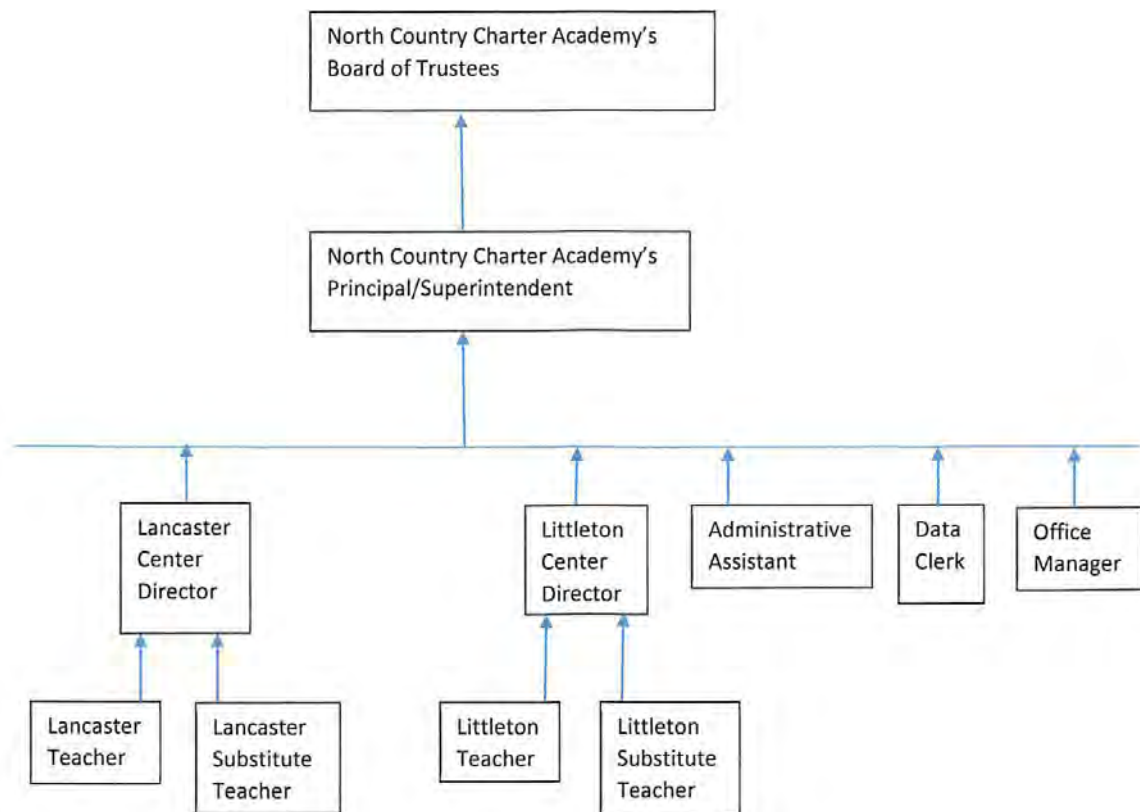 North Country Charter Academy’s
Board of Trustees
North Country Charter Academy’s
Principal/Superintendent
Lancaster
Center
Director
Littleton
Center
Director
Administrative
Assistant
Data
Clerk
Office
Manager
Lancaster
Teacher
Lancaster
Substitute
Teacher
Littleton
Teacher
Littleton
Substitute
Teacher